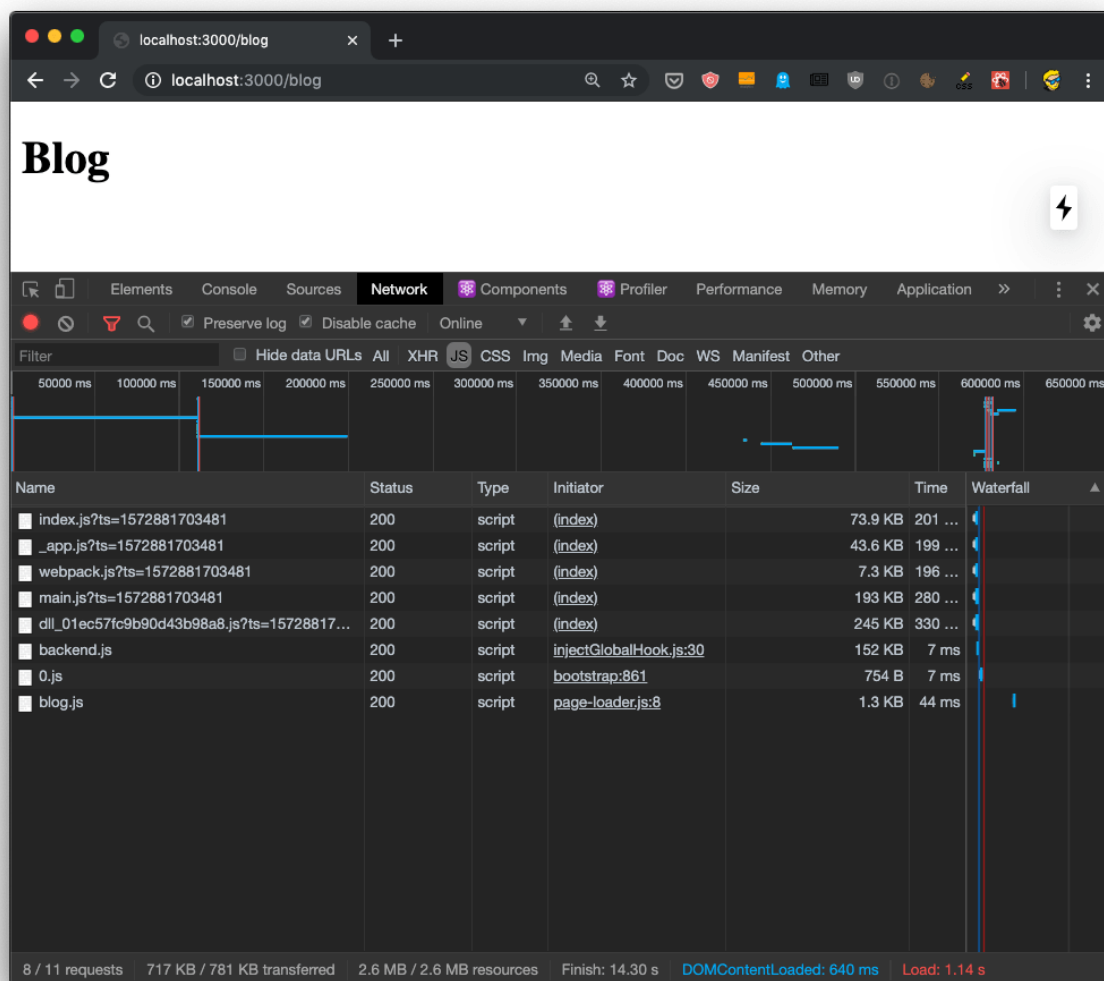 localhost:3000/blog
localhost:3000/blog
Blog
Elements Console Sources Network Components Profiler Performance Memory Application »
Preserve log Disable cache Online
Filter Hide data URLs All XHR JS CSS Img Media Font Doc WS Manifest Other
50000 ms 100000 ms 150000 ms 200000 ms 250000 ms 300000 ms 350000 ms 400000 ms 450000 ms 500000 ms 550000 ms 600000 ms 650000 ms
Name Status Type Initiator Size Time Waterfall
index.js?ts=1572881703481 200 script (index) 73.9 KB 201 ...
_app.js?ts=1572881703481 200 script (index) 43.6 KB 199 ...
webpack.js?ts=1572881703481 200 script (index) 7.3 KB 196 ...
main.js?ts=1572881703481 200 script (index) 193 KB 280 ...
dll_01ec57fc9b90d43b98a8.js?ts=15728817... 200 script (index) 245 KB 330 ...
backend.js 200 script injectGlobalHook.js:30 152 KB 7 ms
0.js 200 script bootstrap:861 754 B 7 ms
blog.js 200 script page-loader.js:8 1.3 KB 44 ms
8 / 11 requests 717 KB / 781 KB transferred 2.6 MB / 2.6 MB resources Finish: 14.30 s DOMContentLoaded: 640 ms Load: 1.14 s